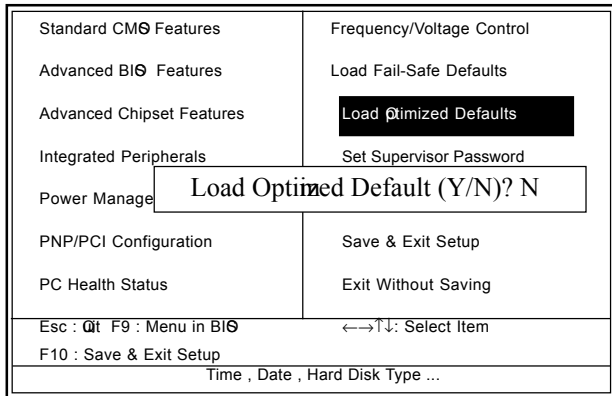 Standard CMOS Features
Advanced BIOS Features
Advanced Chipset Features
Integrated Peripherals
Power Manage
PNP/PCI Configuration
PC Health Status
Frequency/Voltage Control
Load Fail-Safe Defaults
Load Optimized Defaults
Set Supervisor Password
Load Optimized Default (Y/N)? N
Save & Exit Setup
Exit Without Saving
Esc : Quit F9 : Menu in BIOS ←→↑↓: Select Item
F10 : Save & Exit Setup
Time , Date , Hard Disk Type ...